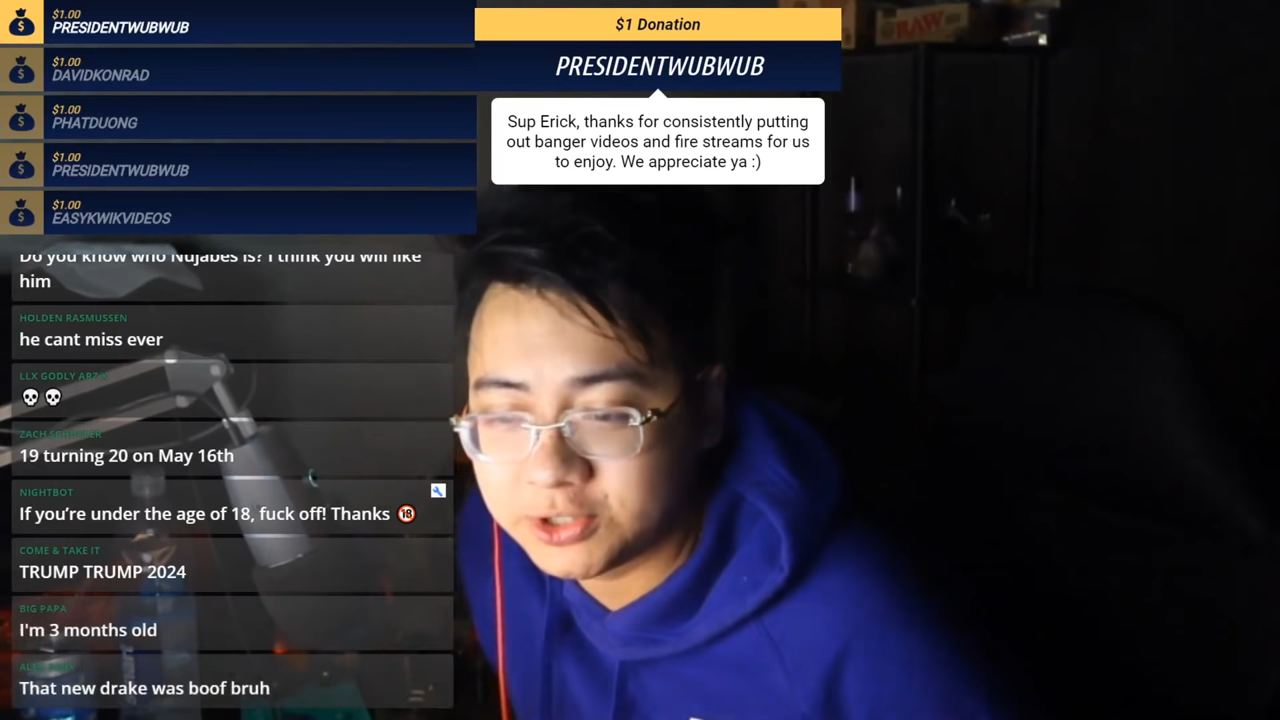 $1.00
PRESIDENTWUBWUB
$1.00
DAVIDKONRAD
$1.00
PHATDUONG
$1.00
PRESIDENTWUBWUB
$1.00
EASYKWIKVIDEOS
$1 Donation
PRESIDENTWUBWUB
Sup Erick, thanks for consistently putting
out banger videos and fire streams for us
to enjoy. We appreciate ya :)
RAW
Do you know who Nujabes is? I think you will like
him
HOLDEN RASMUSSEN
he cant miss ever
LLX GODLY
💀💀
ZACH
19 turning 20 on May 16th
NIGHTBOT
If you’re under the age of 18, fuck off! Thanks 🔞
COME & TAKE IT
TRUMP TRUMP 2024
BIG PAPA
I'm 3 months old
That new drake was boof bruh